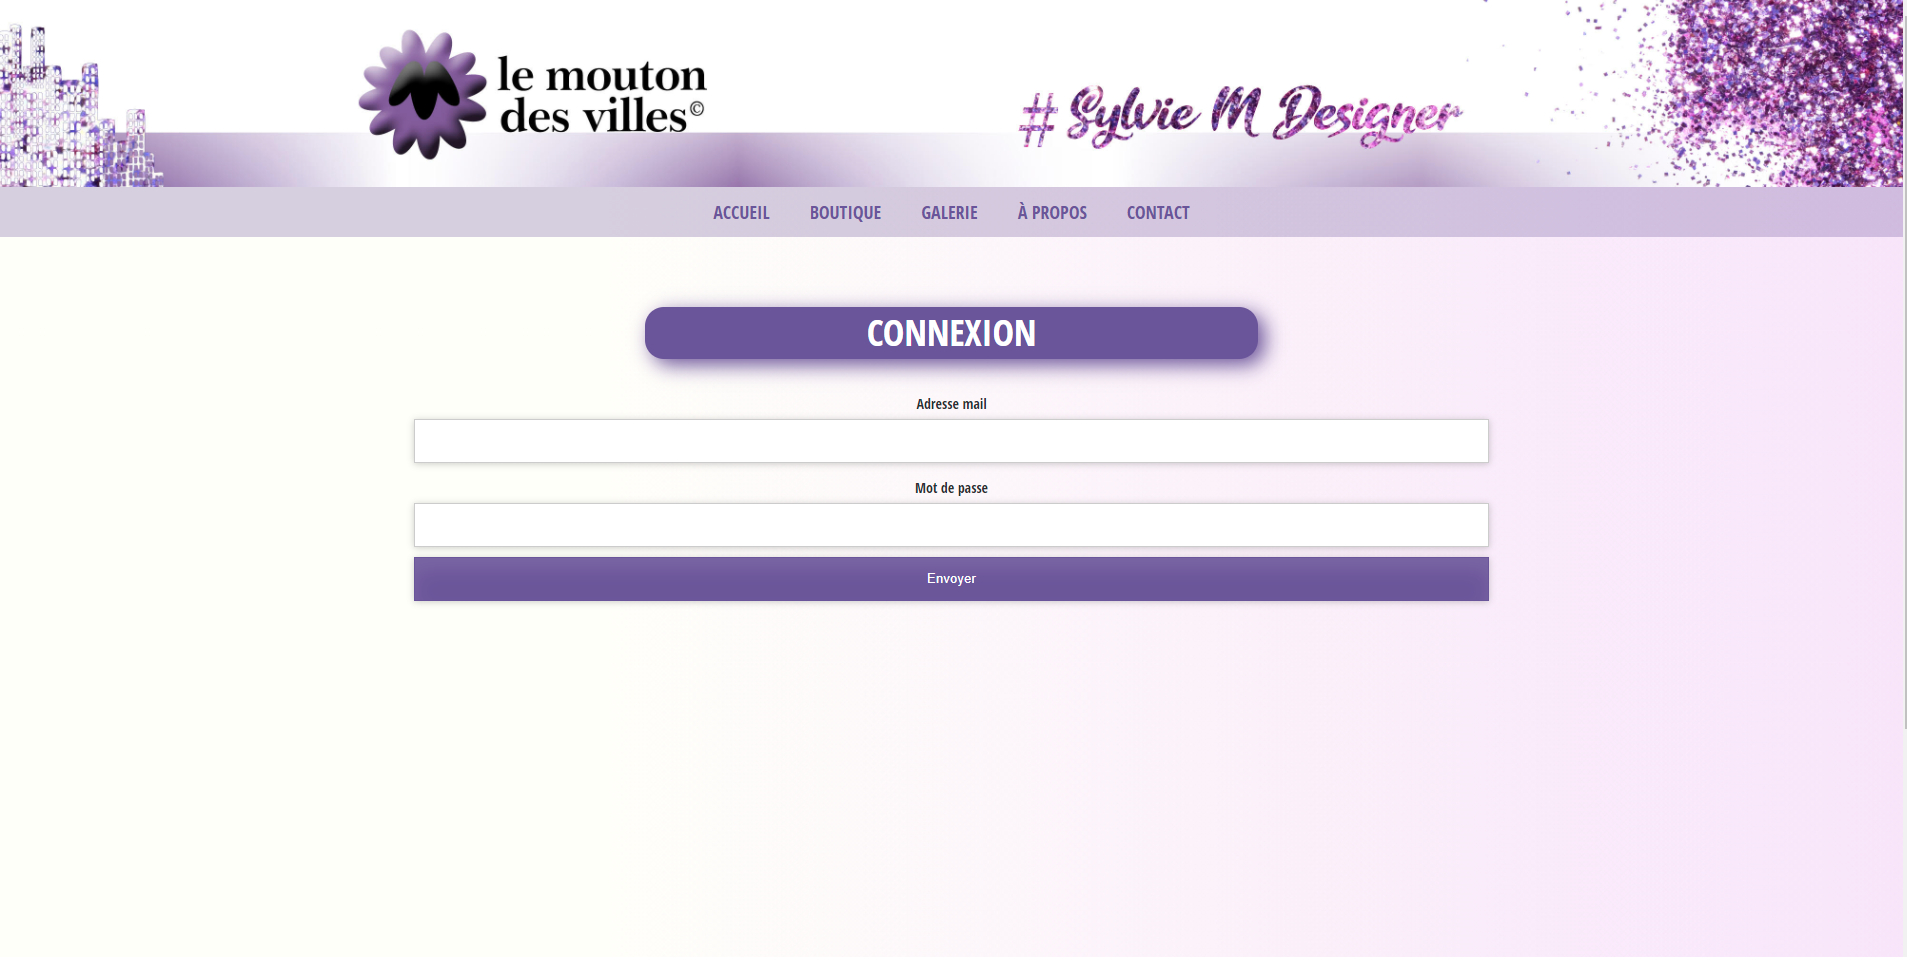 le mouton
des villes©
#Sylvie M Designer
ACCUEIL BOUTIQUE GALERIE À PROPOS CONTACT
CONNEXION
Adresse mail
Mot de passe
Envoyer